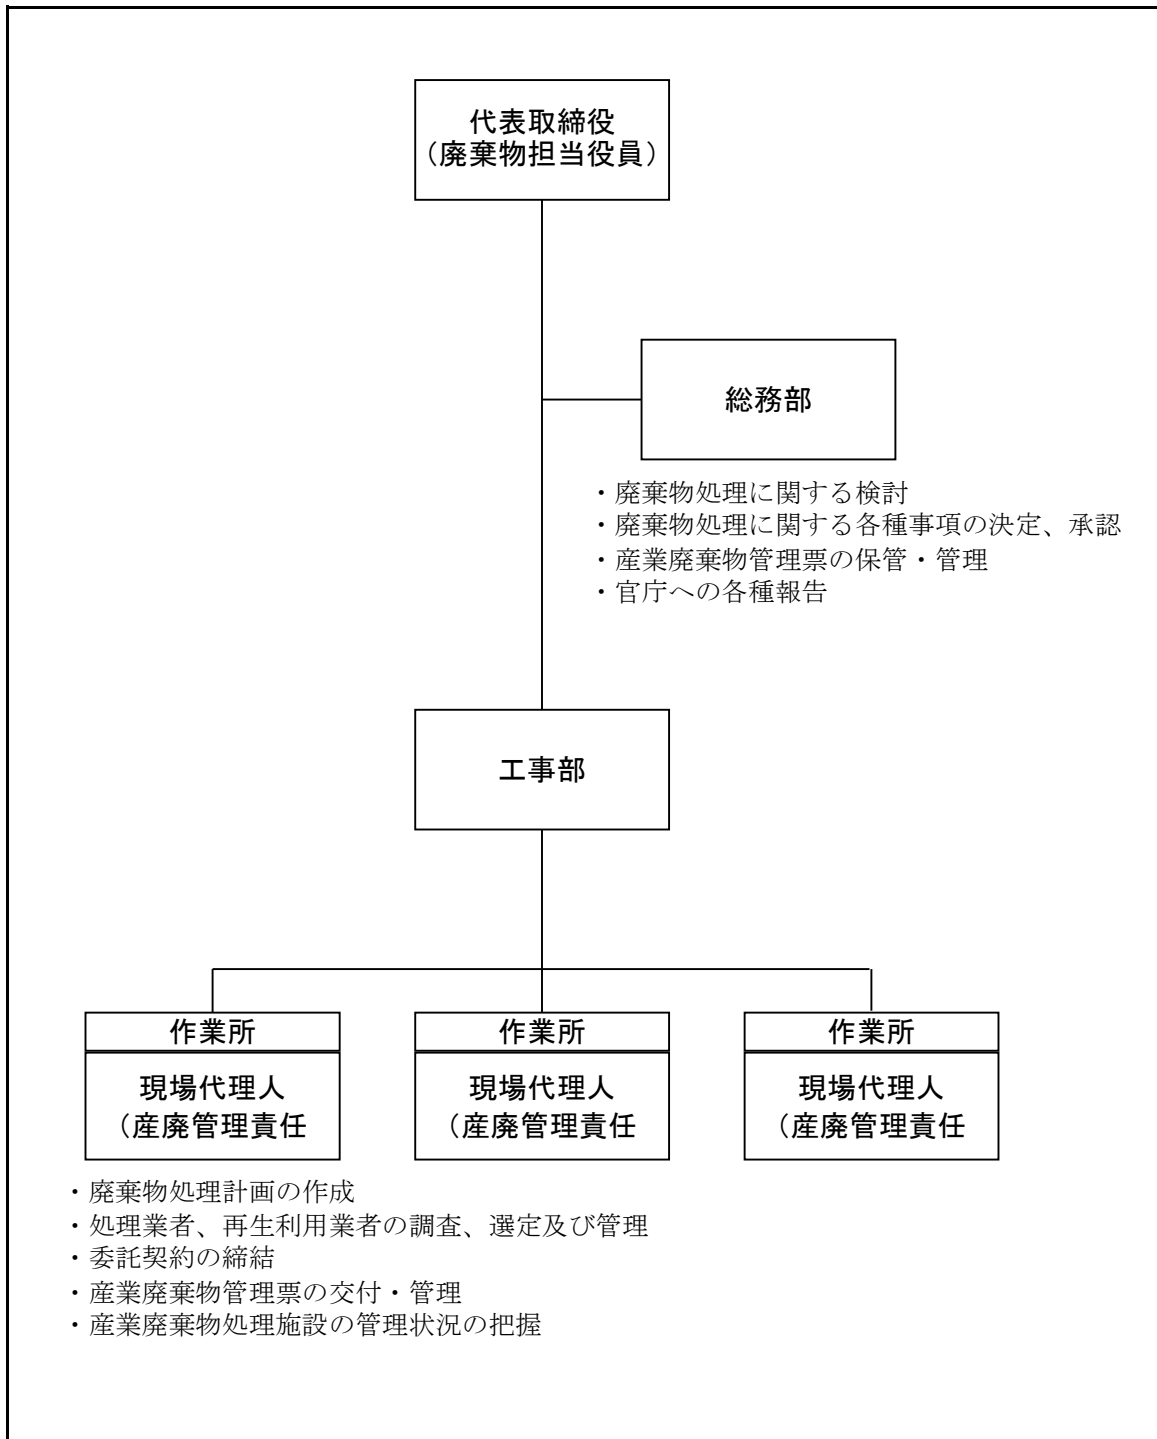 代表取締役
（廃棄物担当役員）
総務部
・廃棄物処理に関する検討
・廃棄物処理に関する各種事項の決定、承認
・産業廃棄物管理票の保管・管理
・官庁への各種報告
工事部
作業所
現場代理人
（産廃管理責任
作業所
現場代理人
（産廃管理責任
作業所
現場代理人
（産廃管理責任
・廃棄物処理計画の作成
・処理業者、再生利用業者の調査、選定及び管理
・委託契約の締結
・産業廃棄物管理票の交付・管理
・産業廃棄物処理施設の管理状況の把握